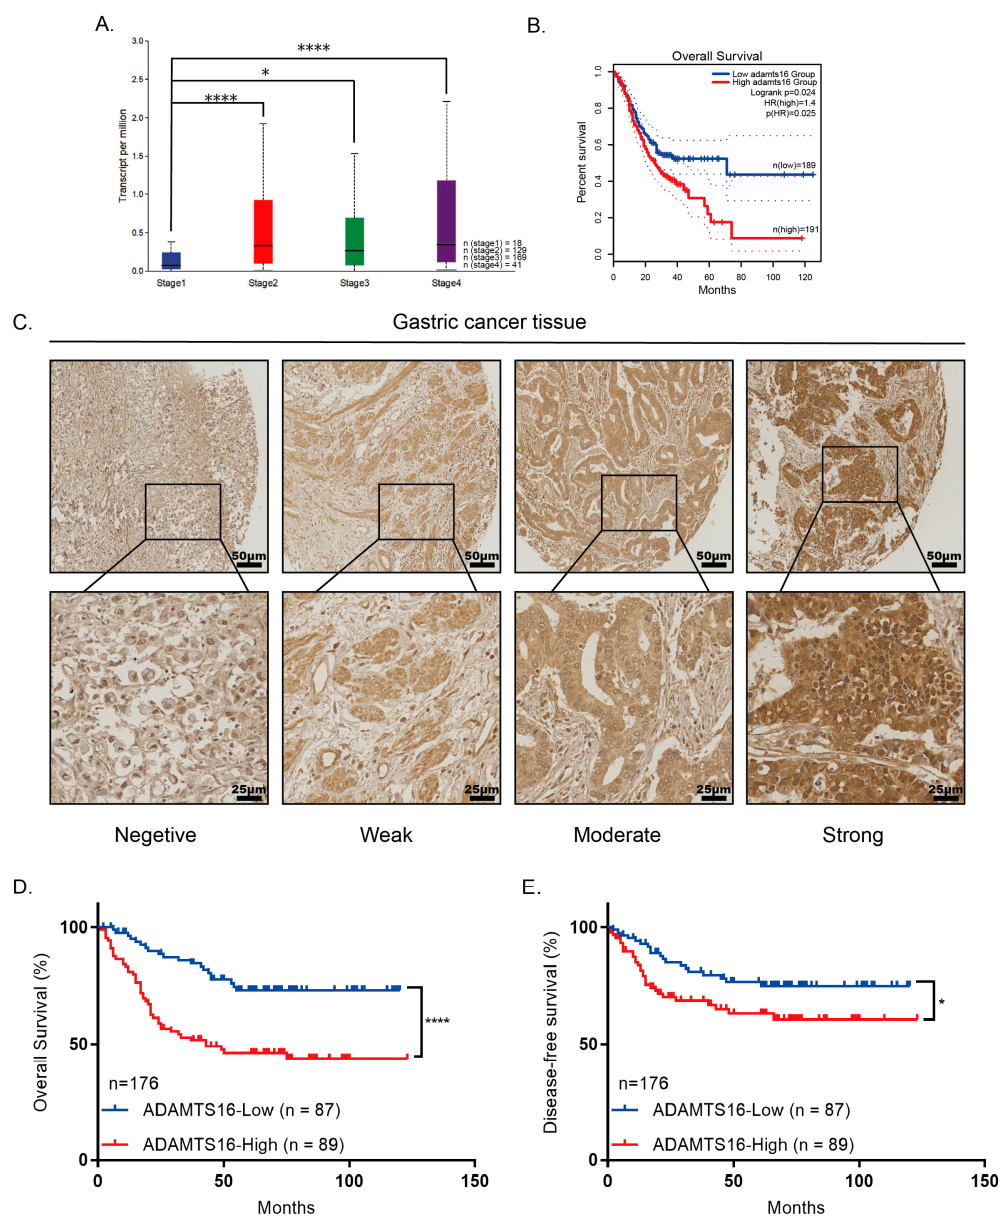 A.
3.0
2.5
2.0
1.5
1.0
0.5
0.0
Transcript per million
****
*
****
n (stage1) = 18
n (stage2) = 129
n (stage3) = 169
n (stage4) = 41
Stage1
Stage2
Stage3
Stage4
B.
Overall Survival
Low adamts16 Group
High adamts16 Group
Logrank p=0.024
HR(high)=1.4
p(HR)=0.025
n(low)=189
n(high)=191
Percent survival
1.0
0.8
0.6
0.4
0.2
0.0
0 20 40 60 80 100 120
Months
C.
Gastric cancer tissue
50μm
50μm
50μm
50μm
25μm
25μm
25μm
25μm
Negetive
Weak
Moderate
Strong
D.
Overall Survival (%)
100
50
0
****
n=176
ADAMTS16-Low (n = 87)
ADAMTS16-High (n = 89)
0 50 100 150
Months
E.
Disease-free survival (%)
100
50
0
*
n=176
ADAMTS16-Low (n = 87)
ADAMTS16-High (n = 89)
0 50 100 150
Months